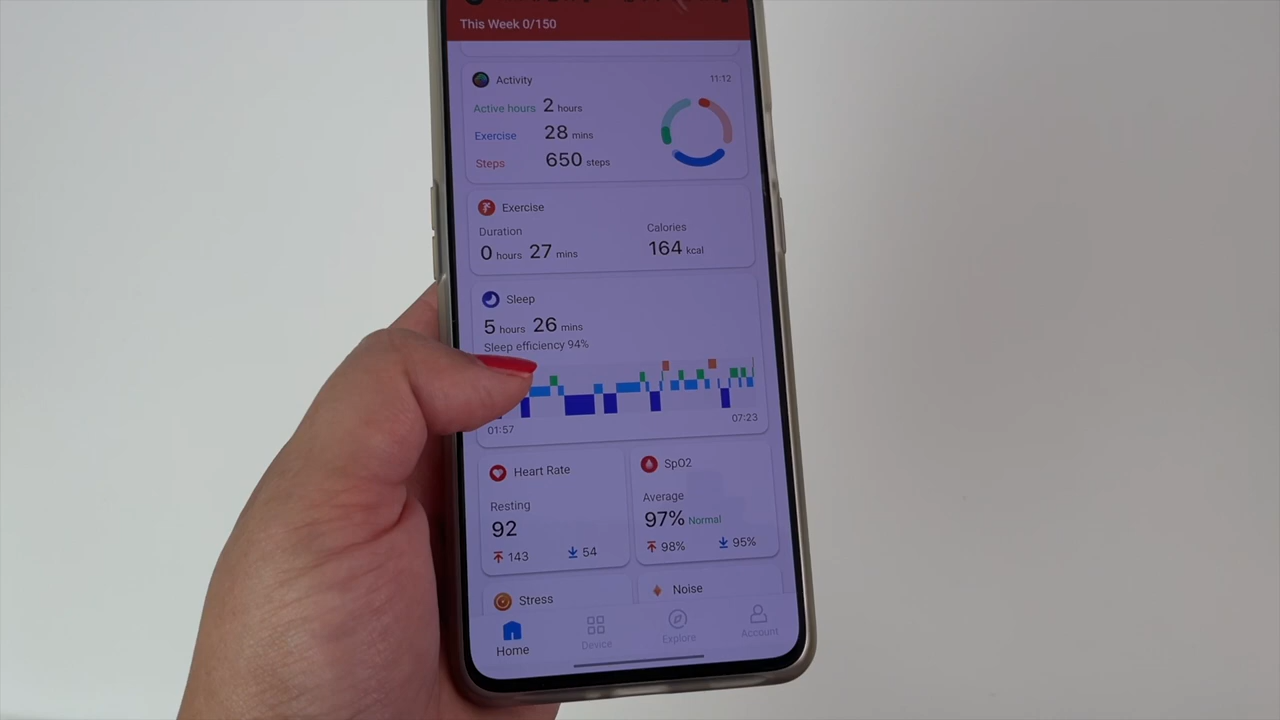 This Week 0/150
Activity 11:12
Active hours 2 hours
Exercise 28 mins
Steps 650 steps
Exercise
Duration Calories
0 hours 27 mins 164 kcal
Sleep
5 hours 26 mins
Sleep efficiency 94%
01:57 07:23
Heart Rate
Resting
92
143 54
SpO2
Average
97% Normal
98% 95%
Stress Noise
Home Device Explore Account